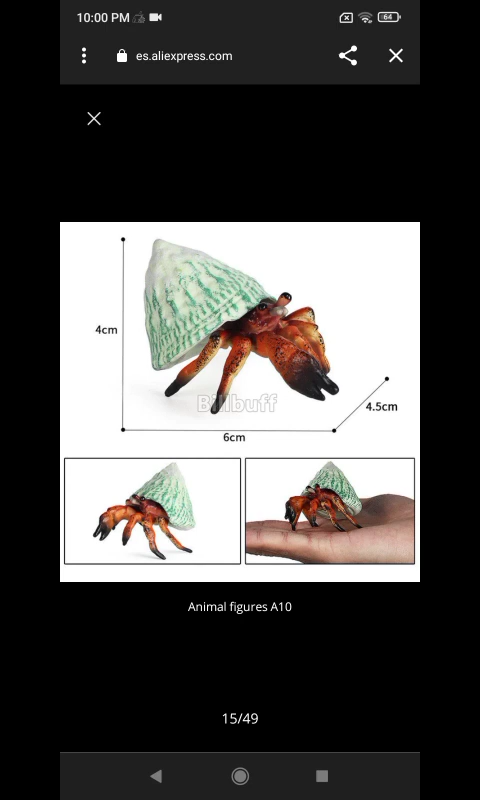 10:00 PM
64
es.aliexpress.com
4cm
Billbuff
4.5cm
6cm
Animal figures A10
15/49